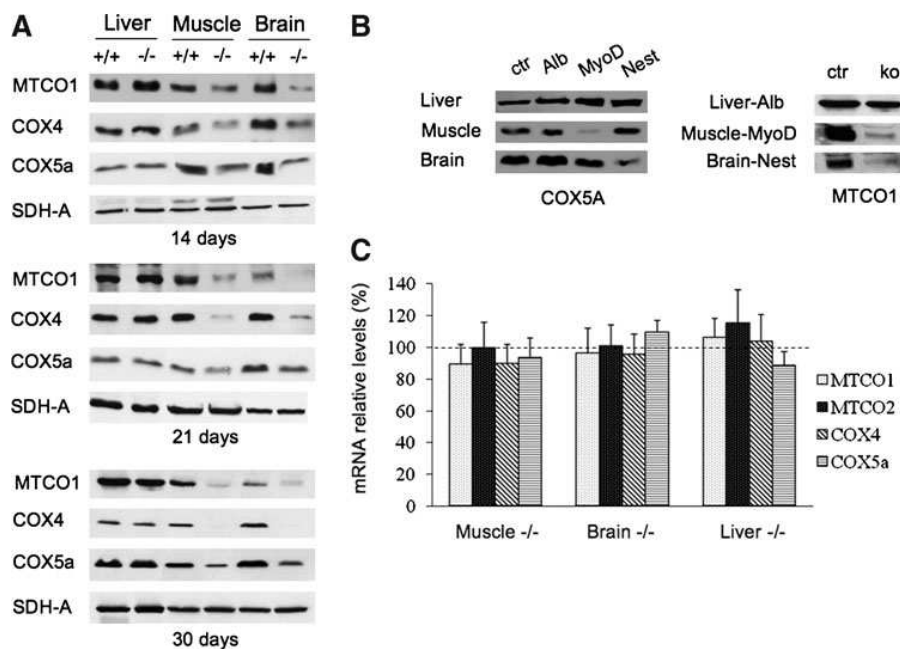 A
Liver Muscle Brain
+/+ -/- +/+ -/- +/+ -/-
MTCO1
COX4
COX5a
SDH-A
14 days
MTCO1
COX4
COX5a
SDH-A
21 days
MTCO1
COX4
COX5a
SDH-A
30 days
B
ctr Alb MyoD Nest
Liver
Muscle
Brain
COX5A
ctr ko
Liver-Alb
Muscle-MyoD
Brain-Nest
MTCO1
C
mRNA relative levels (%)
140
120
100
80
60
40
20
0
Muscle -/- Brain -/- Liver -/-
MTCO1
MTCO2
COX4
COX5a